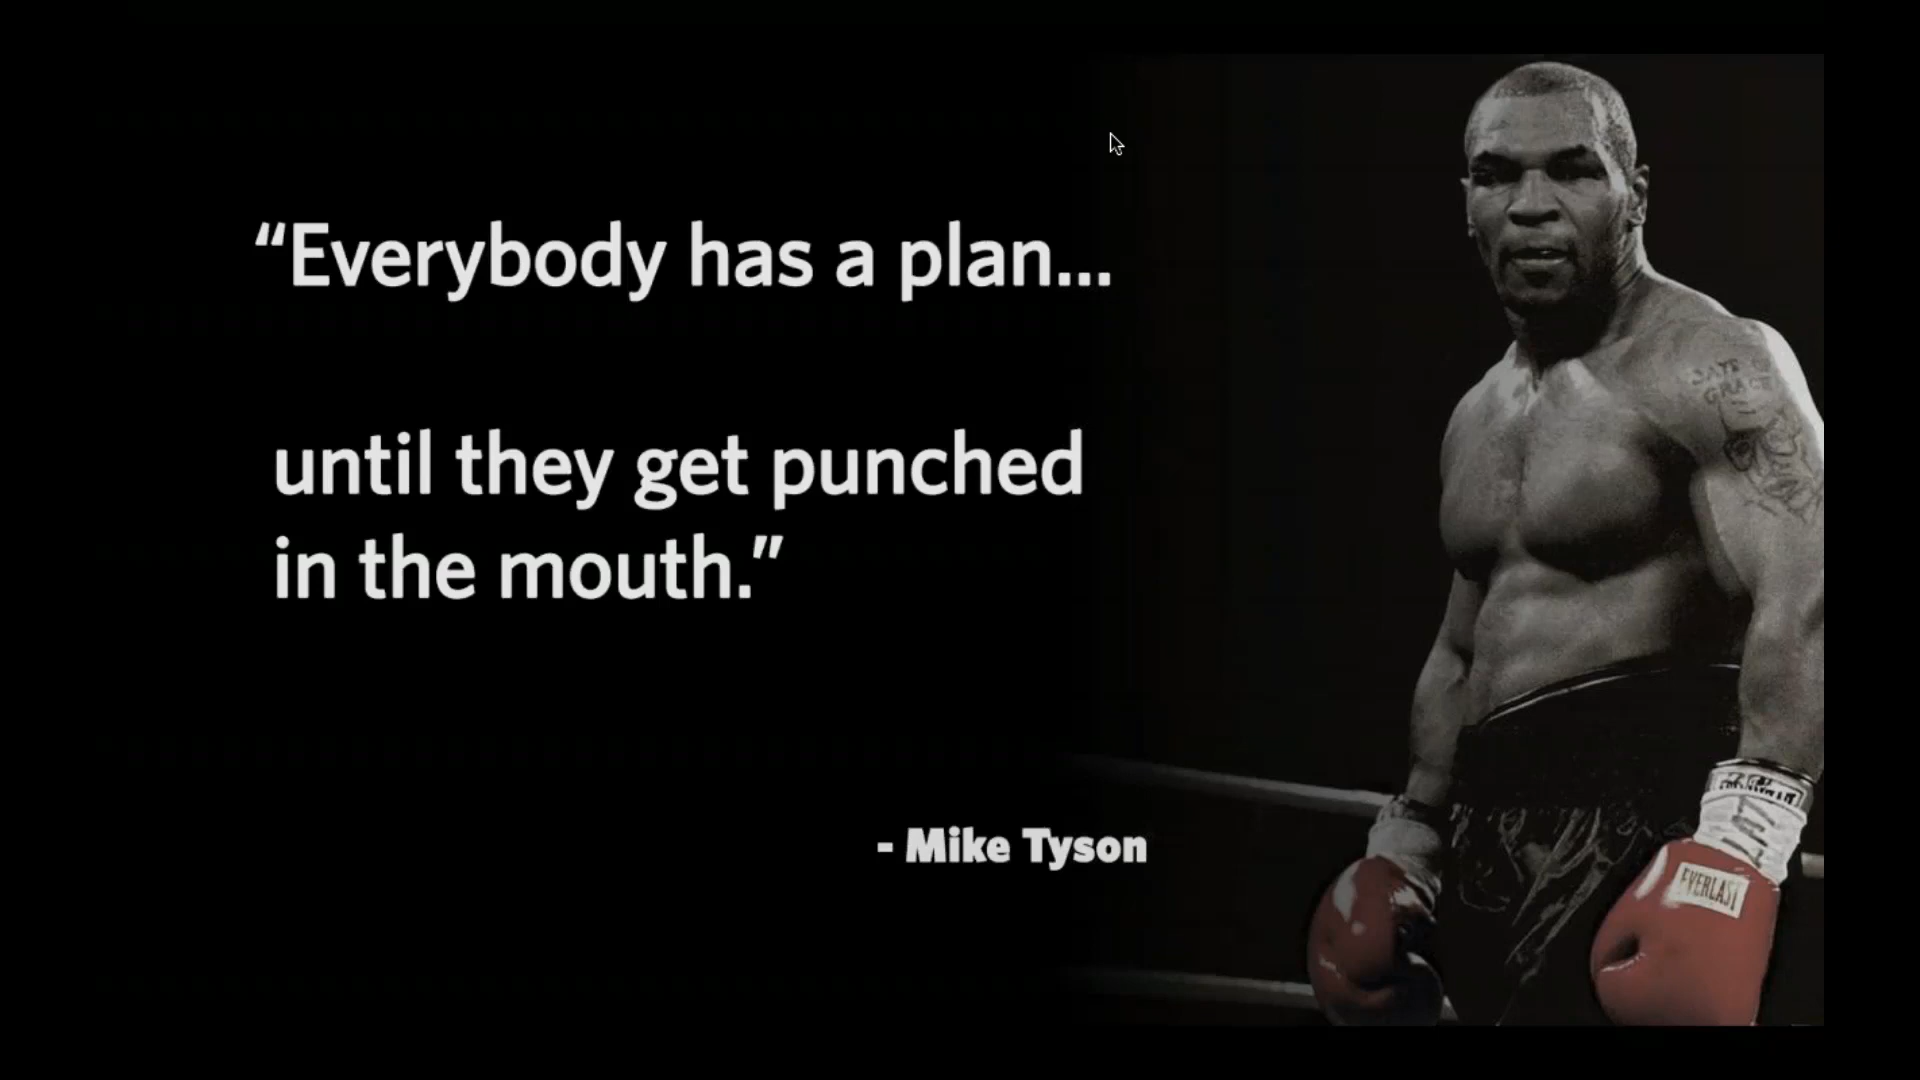 “Everybody has a plan...
until they get punched
in the mouth.”
- Mike Tyson
EVERLAST